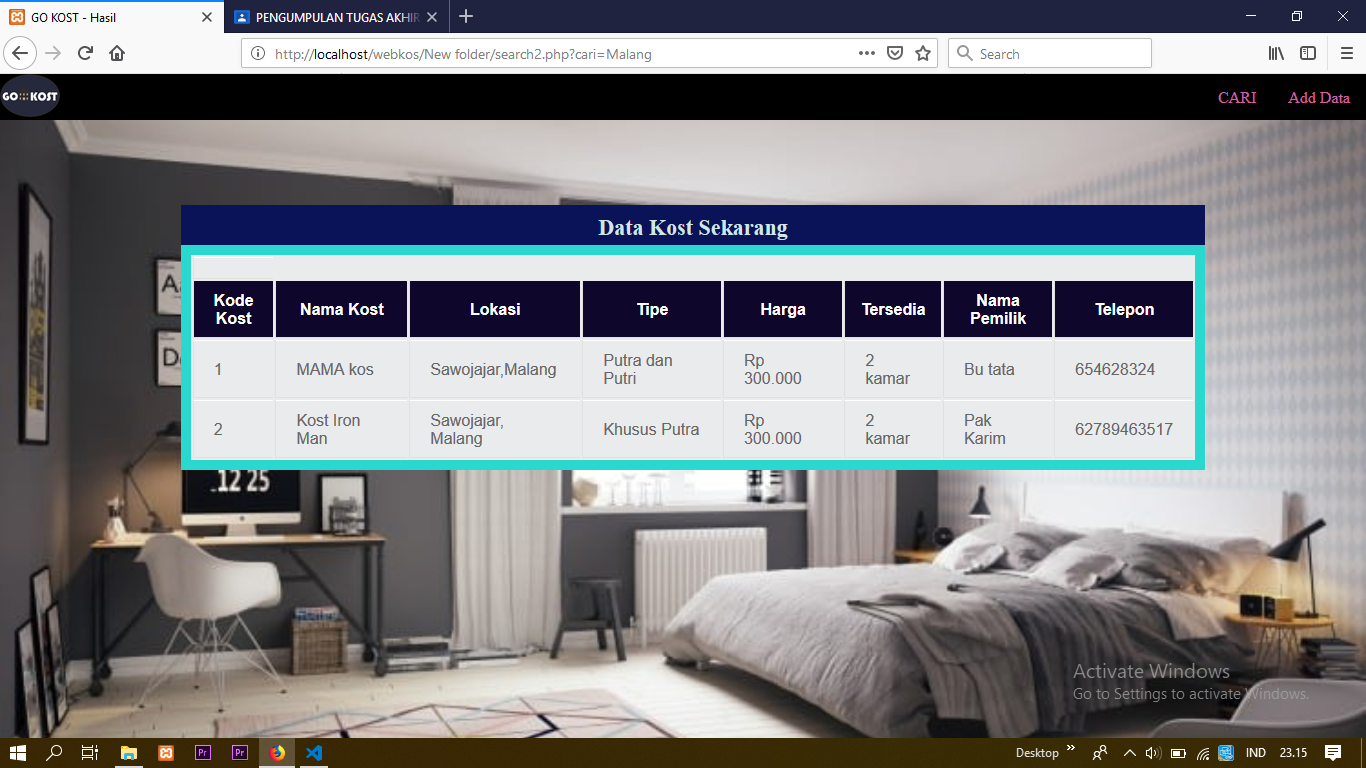 GO KOST - Hasil
PENGUMPULAN TUGAS AKHIR
http://localhost/webkos/New folder/search2.php?cari=Malang
Search
GO KOST
CARI
Add Data
Data Kost Sekarang
Kode Kost
Nama Kost
Lokasi
Tipe
Harga
Tersedia
Nama Pemilik
Telepon
1
MAMA kos
Sawojajar,Malang
Putra dan Putri
Rp 300.000
2 kamar
Bu tata
654628324
2
Kost Iron Man
Sawojajar, Malang
Khusus Putra
Rp 300.000
2 kamar
Pak Karim
62789463517
12 25
Activate Windows
Go to Settings to activate Windows.
Pr
Pr
Desktop
IND
23.15